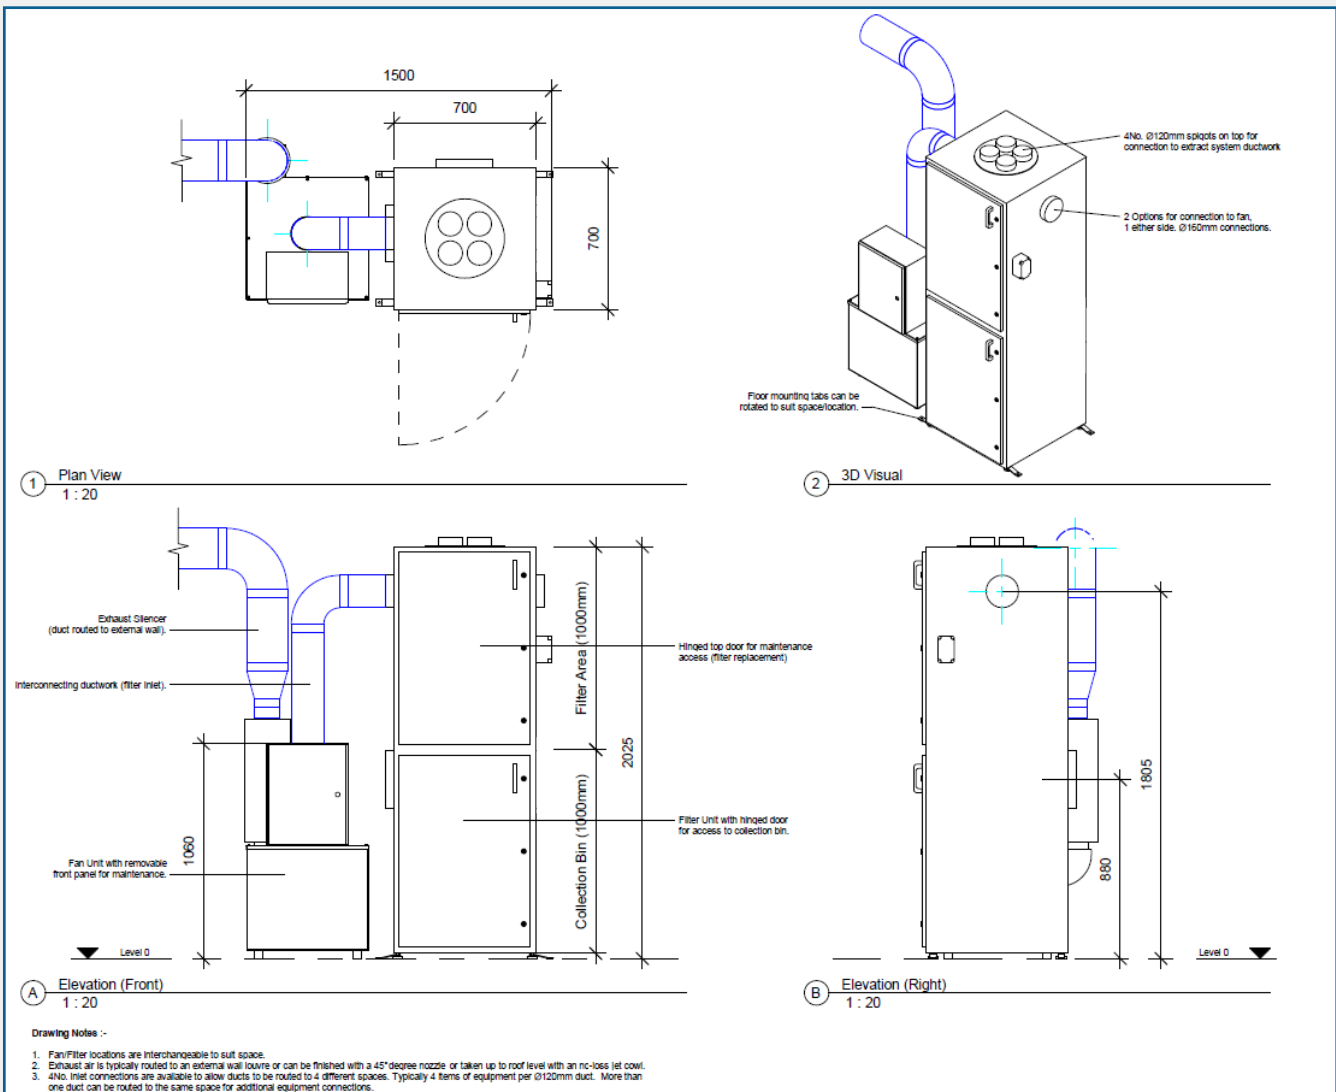 1500
700
700
4No. Ø120mm spigots on top for
connection to extract system ductwork
2 Options for connection to fan,
1 either side. Ø160mm connections.
Floor mounting tabs can be
rotated to suit space/location.
1 Plan View
1 : 20
2 3D Visual
Exhaust Silencer
(duct routed to external wall).
Interconnecting ductwork (filter inlet).
Fan Unit with removable
front panel for maintenance.
1060
Level 0
Filter Area (1000mm)
Collection Bin (1000mm)
2025
Hinged top door for maintenance
access (filter replacement)
Filter Unit with hinged door
for access to collection bin.
1805
880
Level 0
A Elevation (Front)
1 : 20
B Elevation (Right)
1 : 20
Drawing Notes :-
1. Fan/Filter locations are interchangeable to suit space.
2. Exhaust air is typically routed to an external wall louvre or can be finished with a 45°degree nozzle or taken up to roof level with an no-loss jet cowl.
3. 4No. inlet connections are available to allow ducts to be routed to 4 different spaces. Typically 4 items of equipment per Ø120mm duct. More than
one duct can be routed to the same space for additional equipment connections.